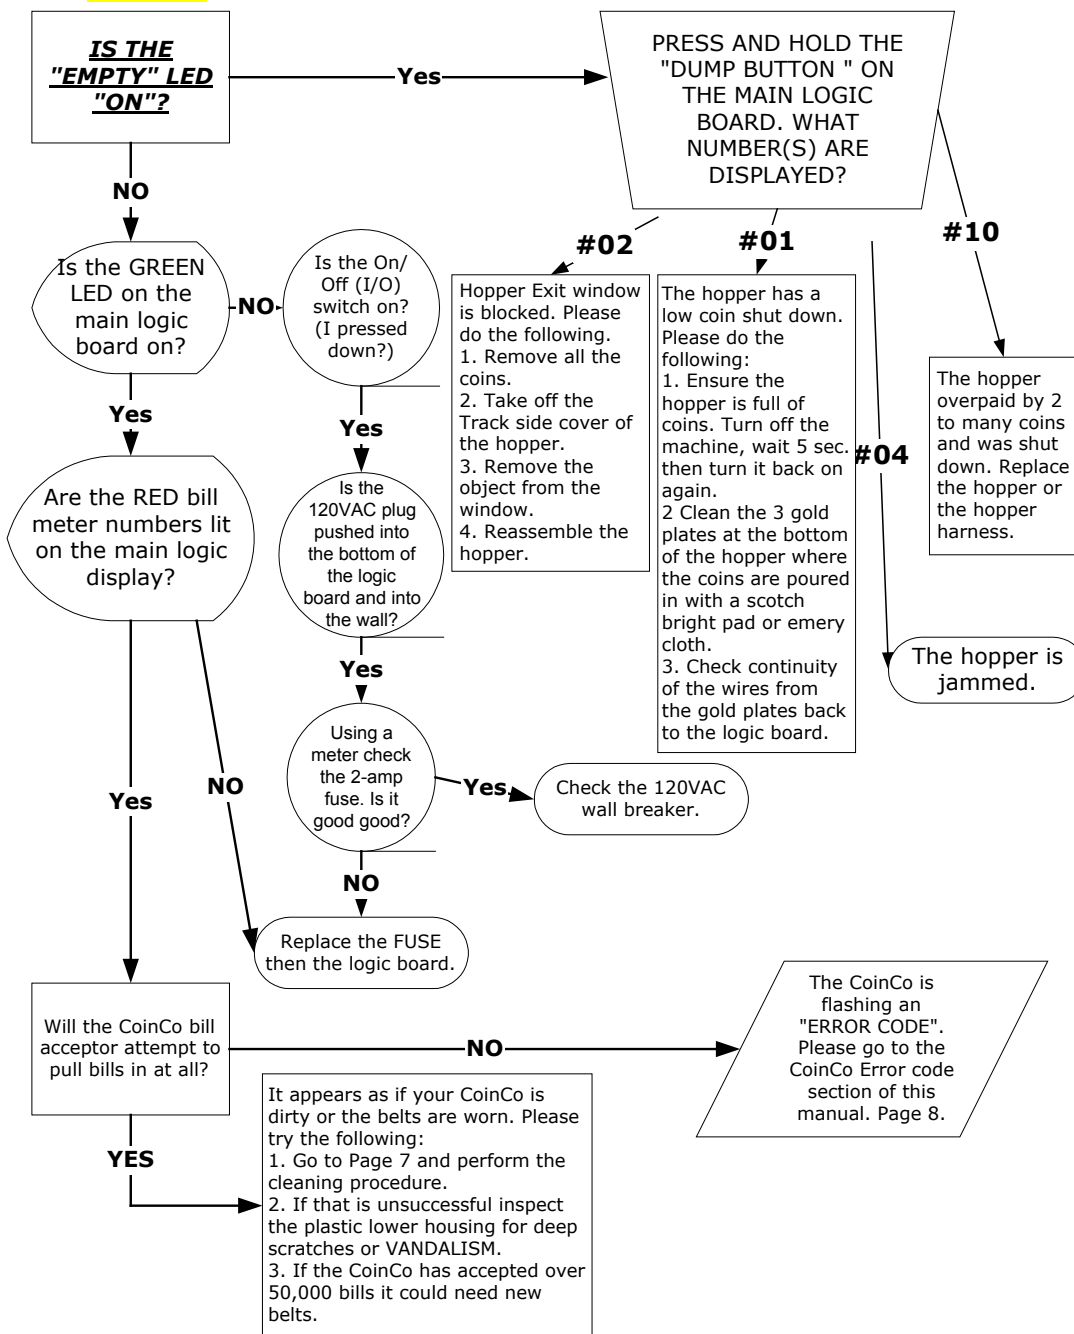 IS THE
"EMPTY" LED
"ON"?
Yes
PRESS AND HOLD THE
"DUMP BUTTON " ON
THE MAIN LOGIC
BOARD. WHAT
NUMBER(S) ARE
DISPLAYED?
NO
#02
#01
#10
#04
Is the GREEN
LED on the
main logic
board on?
NO
Is the On/
Off (I/O)
switch on?
(I pressed
down?)
Hopper Exit window
is blocked. Please
do the following.
1. Remove all the
coins.
2. Take off the
Track side cover of
the hopper.
3. Remove the
object from the
window.
4. Reassemble the
hopper.
The hopper has a
low coin shut down.
Please do the
following:
1. Ensure the
hopper is full of
coins. Turn off the
machine, wait 5 sec.
then turn it back on
again.
2 Clean the 3 gold
plates at the bottom
of the hopper where
the coins are poured
in with a scotch
bright pad or emery
cloth.
3. Check continuity
of the wires from
the gold plates back
to the logic board.
The hopper
overpaid by 2
to many coins
and was shut
down. Replace
the hopper or
the hopper
harness.
The hopper is
jammed.
Yes
Yes
Are the RED bill
meter numbers lit
on the main logic
display?
Is the
120VAC plug
pushed into
the bottom of
the logic
board and into
the wall?
Yes
Using a
meter check
the 2-amp
fuse. Is it
good good?
Yes
Check the 120VAC
wall breaker.
NO
Yes
NO
Replace the FUSE
then the logic board.
Will the CoinCo bill
acceptor attempt to
pull bills in at all?
NO
The CoinCo is
flashing an
"ERROR CODE".
Please go to the
CoinCo Error code
section of this
manual. Page 8.
YES
It appears as if your CoinCo is
dirty or the belts are worn. Please
try the following:
1. Go to Page 7 and perform the
cleaning procedure.
2. If that is unsuccessful inspect
the plastic lower housing for deep
scratches or VANDALISM.
3. If the CoinCo has accepted over
50,000 bills it could need new
belts.